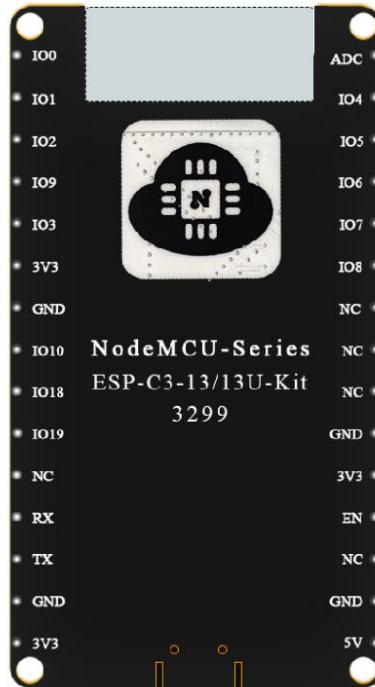 IO0
ADC
IO1
IO4
IO2
IO5
IO9
IO6
IO3
IO7
3V3
IO8
GND
NC
IO10
NC
NodeMCU-Series
IO18
NC
ESP-C3-13/13U-Kit
3299
IO19
GND
NC
3V3
RX
EN
TX
NC
GND
GND
3V3
5V